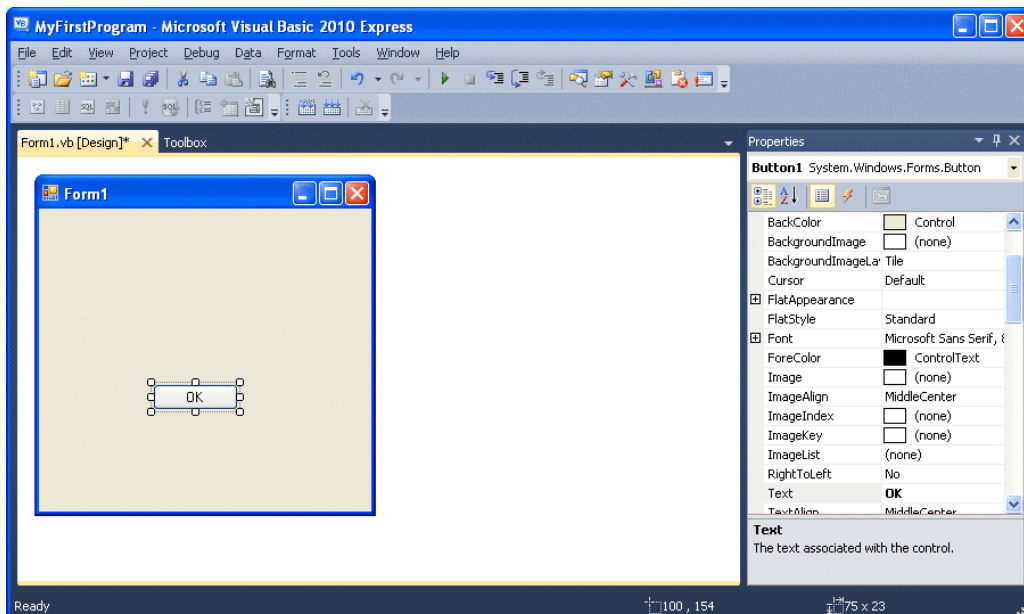 MyFirstProgram - Microsoft Visual Basic 2010 Express
File Edit View Project Debug Data Format Tools Window Help
Form1.vb [Design]* Toolbox
Form1
OK
Properties
Button1 System.Windows.Forms.Button
BackColor Control
BackgroundImage (none)
BackgroundImageLa Tile
Cursor Default
FlatAppearance
FlatStyle Standard
Font Microsoft Sans Serif, 8
ForeColor ControlText
Image (none)
ImageAlign MiddleCenter
ImageIndex (none)
ImageKey (none)
ImageList (none)
RightToLeft No
Text OK
TextAlign MiddleCenter
Text
The text associated with the control.
Ready 100 , 154 75 x 23